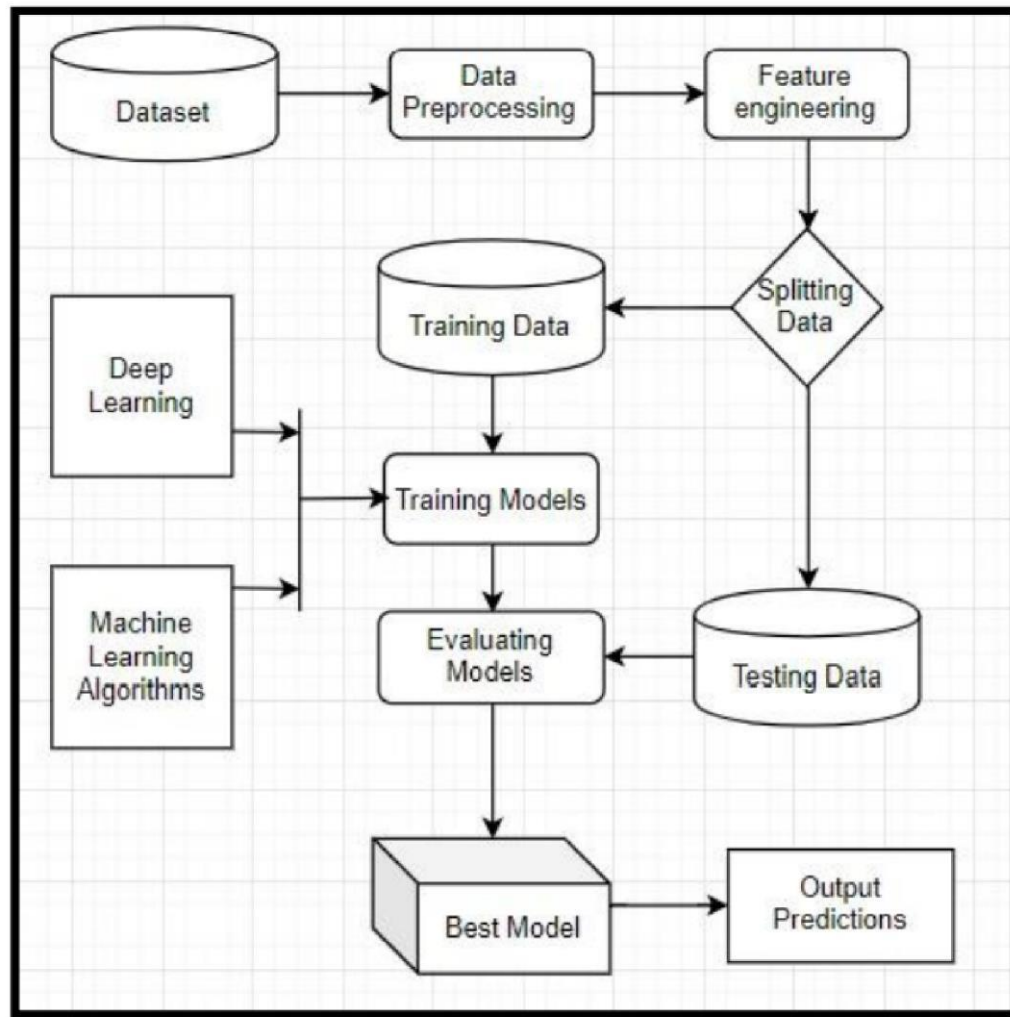 Dataset
Data
Preprocessing
Feature
engineering
Splitting
Data
Training Data
Deep
Learning
Training Models
Machine
Learning
Algorithms
Evaluating
Models
Testing Data
Best Model
Output
Predictions